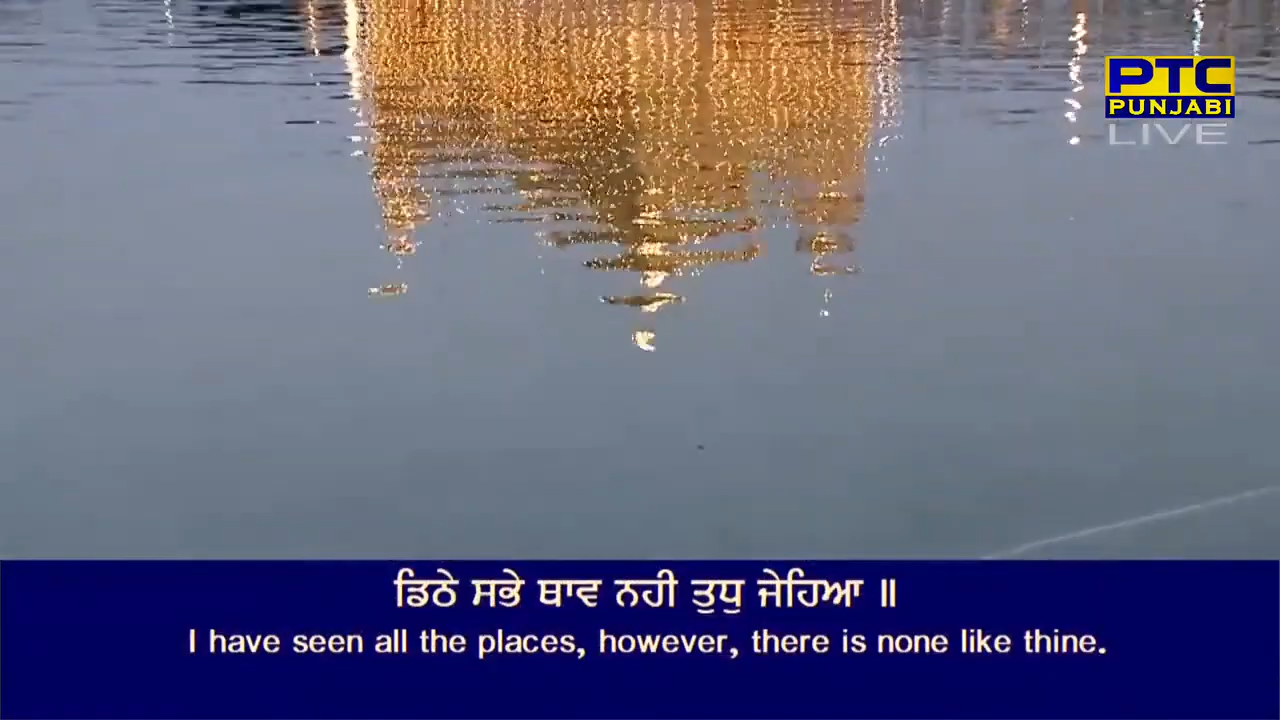 PTC
PUNJABI
LIVE
ਡਿਠੇ ਸਭੇ ਥਾਵ ਨਹੀ ਤੁਧੁ ਜੇਹਿਆ ॥
I have seen all the places, however, there is none like thine.